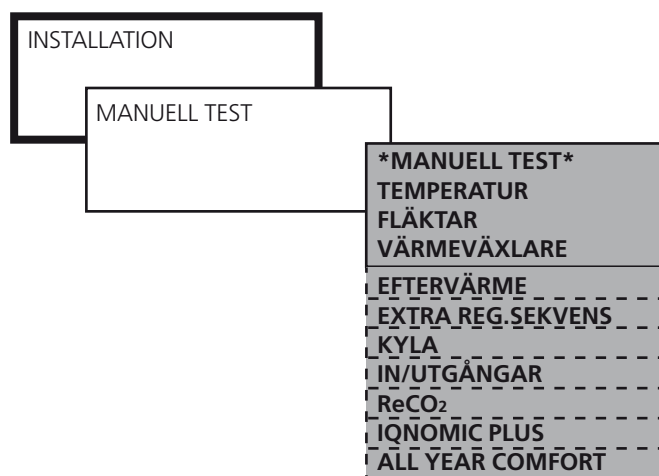 INSTALLATION
MANUELL TEST
*MANUELL TEST*
TEMPERATUR
FLÄKTAR
VÄRMEVÄXLARE
EFTERVÄRME
EXTRA REG.SEKVENS
KYLA
IN/UTGÅNGAR
ReCO₂
IQNOMIC PLUS
ALL YEAR COMFORT